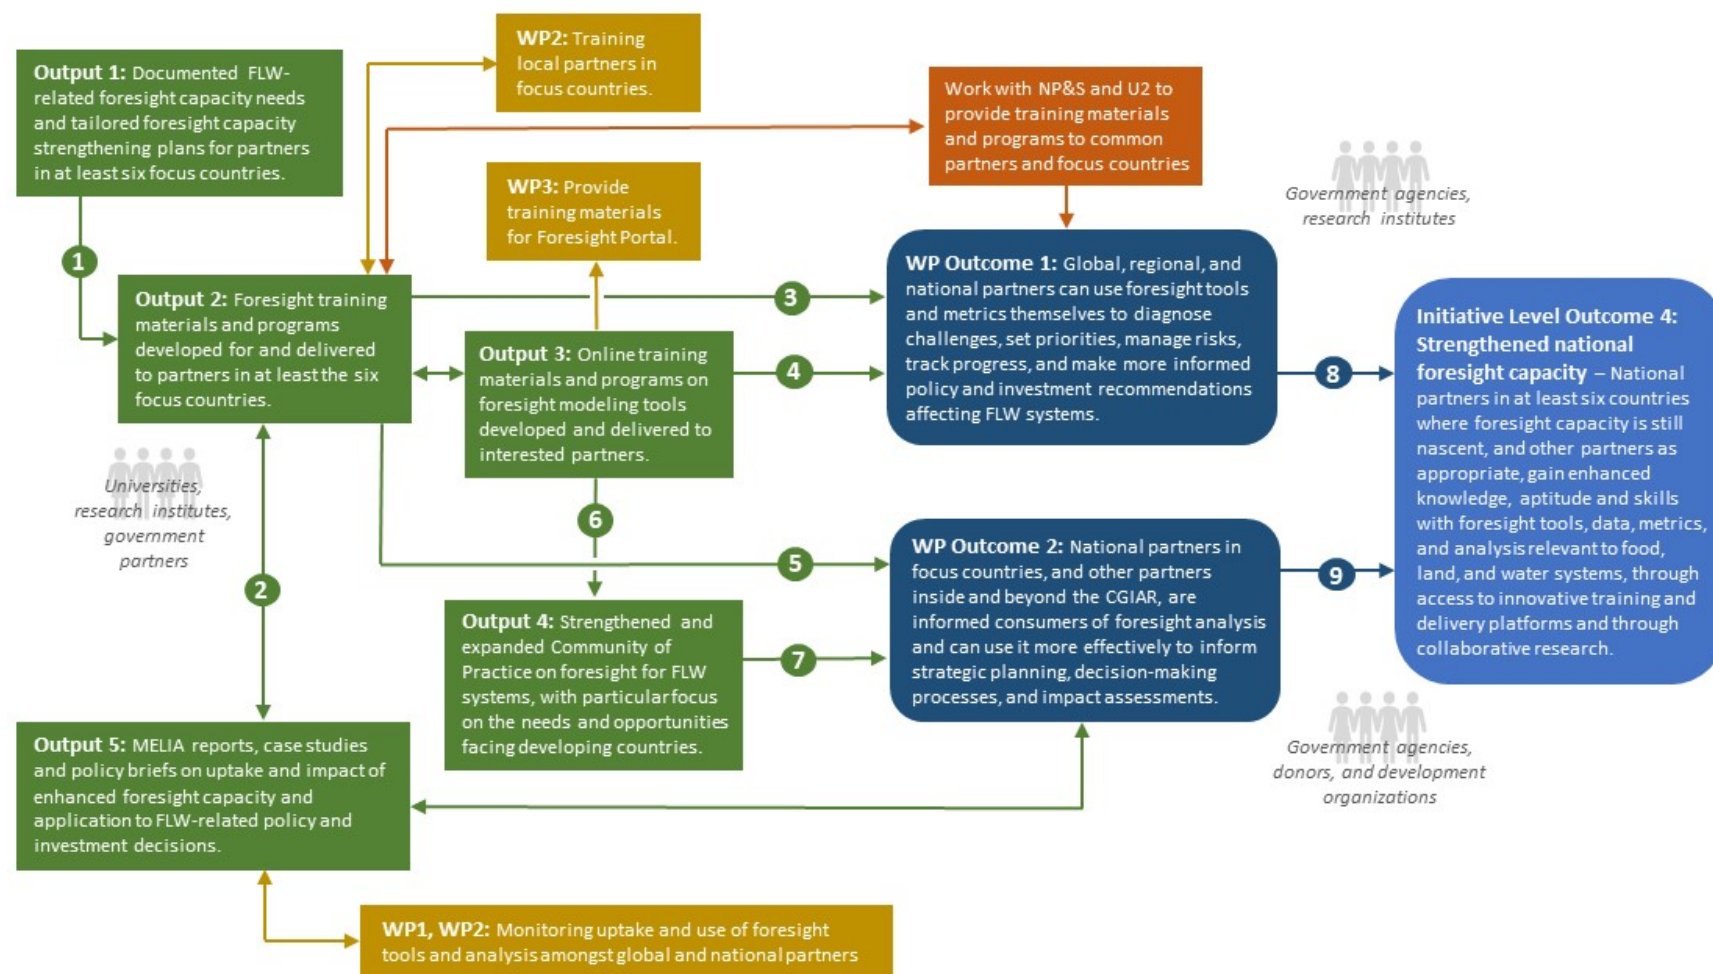 WP2: Training
local partners in
focus countries.
Output 1: Documented FLW-
related foresight capacity needs
and tailored foresight capacity
strengthening plans for partners
in at least six focus countries.
Work with NP&S and U2 to
provide training materials
and programs to common
partners and focus countries
Government agencies,
research institutes
WP3: Provide
training materials
for Foresight Portal.
1
Output 2: Foresight training
materials and programs
developed for and delivered
to partners in at least the six
focus countries.
3
WP Outcome 1: Global, regional, and
national partners can use foresight tools
and metrics themselves to diagnose
challenges, set priorities, manage risks,
track progress, and make more informed
policy and investment recommendations
affecting FLW systems.
Output 3: Online training
materials and programs on
foresight modeling tools
developed and delivered to
interested partners.
4
8
Initiative Level Outcome 4:
Strengthened national
foresight capacity – National
partners in at least six countries
where foresight capacity is still
nascent, and other partners as
appropriate, gain enhanced
knowledge, aptitude and skills
with foresight tools, data, metrics,
and analysis relevant to food,
land, and water systems, through
access to innovative training and
delivery platforms and through
collaborative research.
Universities,
research institutes,
government
partners
6
2
5
WP Outcome 2: National partners in
focus countries, and other partners
inside and beyond the CGIAR, are
informed consumers of foresight analysis
and can use it more effectively to inform
strategic planning, decision-making
processes, and impact assessments.
9
Output 4: Strengthened and
expanded Community of
Practice on foresight for FLW
systems, with particular focus
on the needs and opportunities
facing developing countries.
7
Output 5: MELIA reports, case studies
and policy briefs on uptake and impact of
enhanced foresight capacity and
application to FLW-related policy and
investment decisions.
Government agencies,
donors, and development
organizations
WP1, WP2: Monitoring uptake and use of foresight
tools and analysis amongst global and national partners